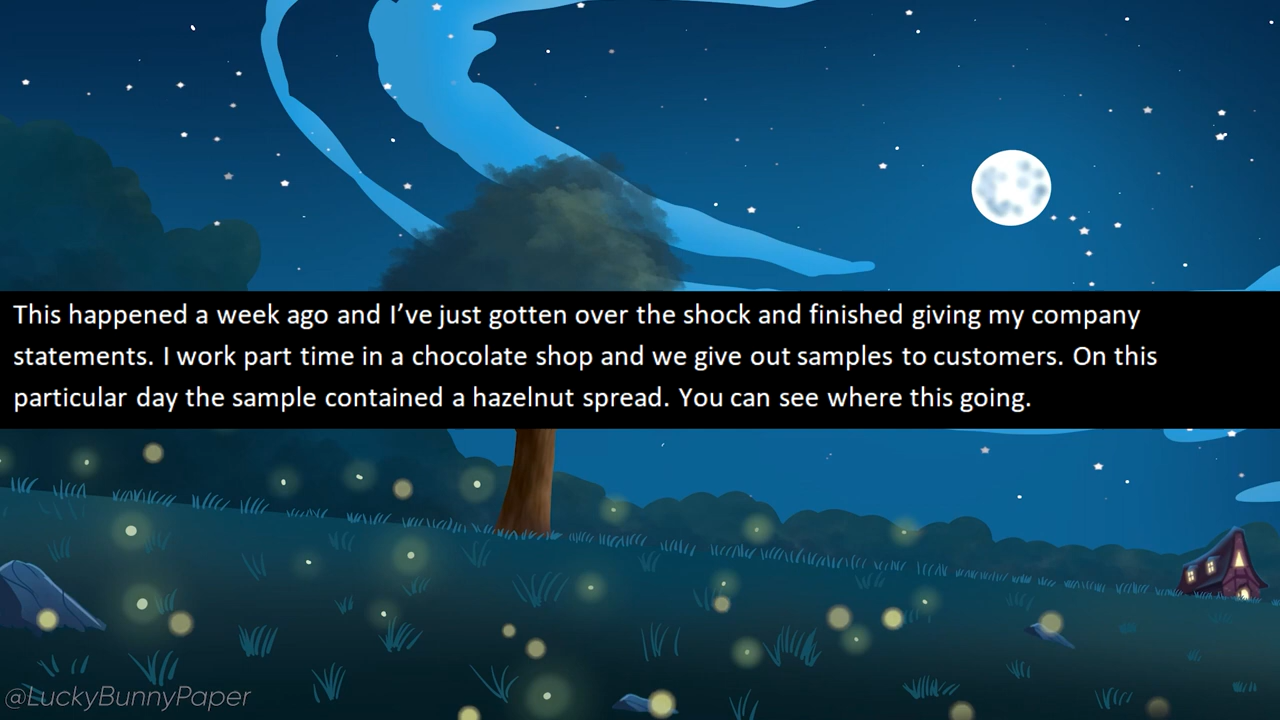 This happened a week ago and I’ve just gotten over the shock and finished giving my company
statements. I work part time in a chocolate shop and we give out samples to customers. On this
particular day the sample contained a hazelnut spread. You can see where this going.
@LuckyBunnyPaper